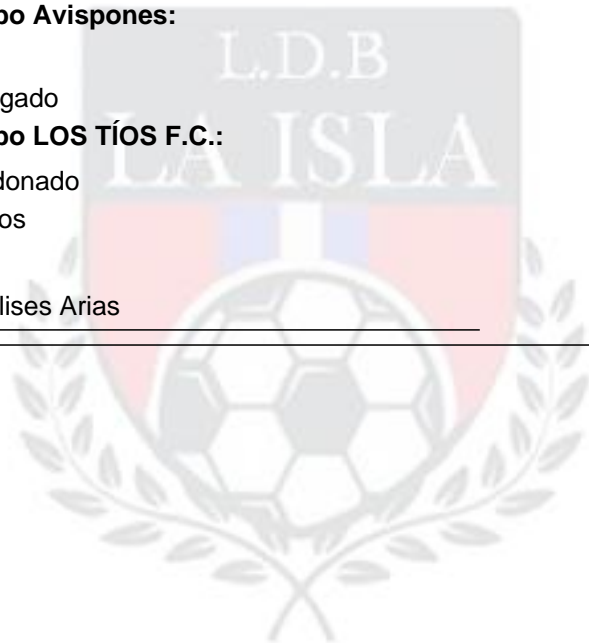 po Avispones:
L.D.B
gado
po LOS TÍOS F.C.:
LA ISLA
donado
os
lises Arias